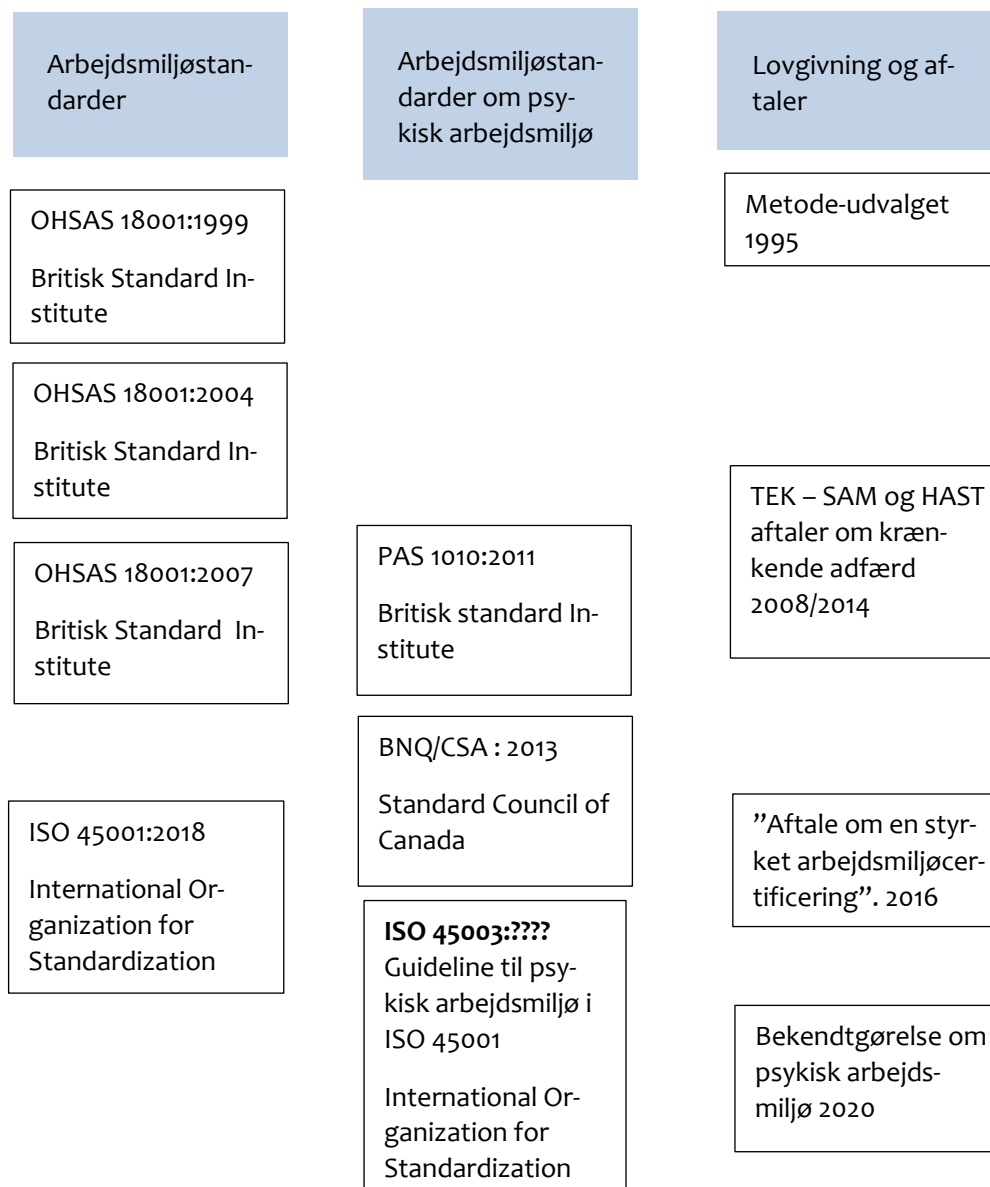 Arbejdsmiljøstan-
darder
OHSAS 18001:1999
Britisk Standard In-
stitute
OHSAS 18001:2004
Britisk Standard In-
stitute
OHSAS 18001:2007
Britisk Standard  In-
stitute
ISO 45001:2018
International Or-
ganization for
Standardization
Arbejdsmiljøstan-
darder om psy-
kisk arbejdsmiljø
PAS 1010:2011
Britisk standard In-
stitute
BNQ/CSA : 2013
Standard Council of
Canada
ISO 45003:????
Guideline til psy-
kisk arbejdsmiljø i
ISO 45001
International Or-
ganization for
Standardization
Lovgivning og af-
taler
Metode-udvalget
1995
TEK – SAM og HAST
aftaler om kræn-
kende adfærd
2008/2014
”Aftale om en styr-
ket arbejdsmiljøcer-
tificering”. 2016
Bekendtgørelse om
psykisk arbejds-
miljø 2020